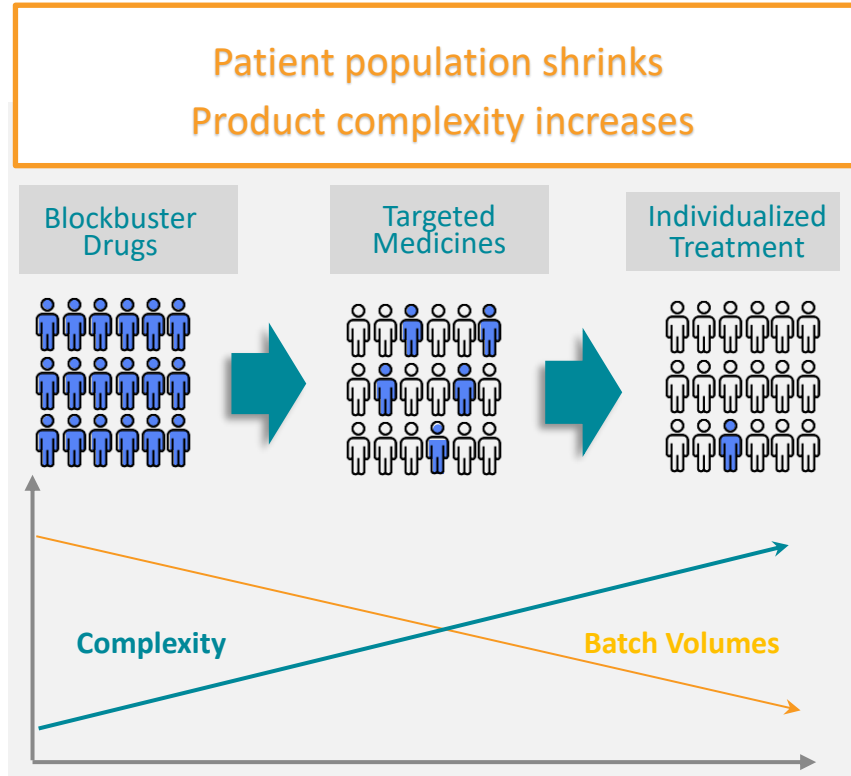 Patient population shrinks
Product complexity increases
Blockbuster
Drugs
Targeted
Medicines
Individualized
Treatment
Complexity
Batch Volumes